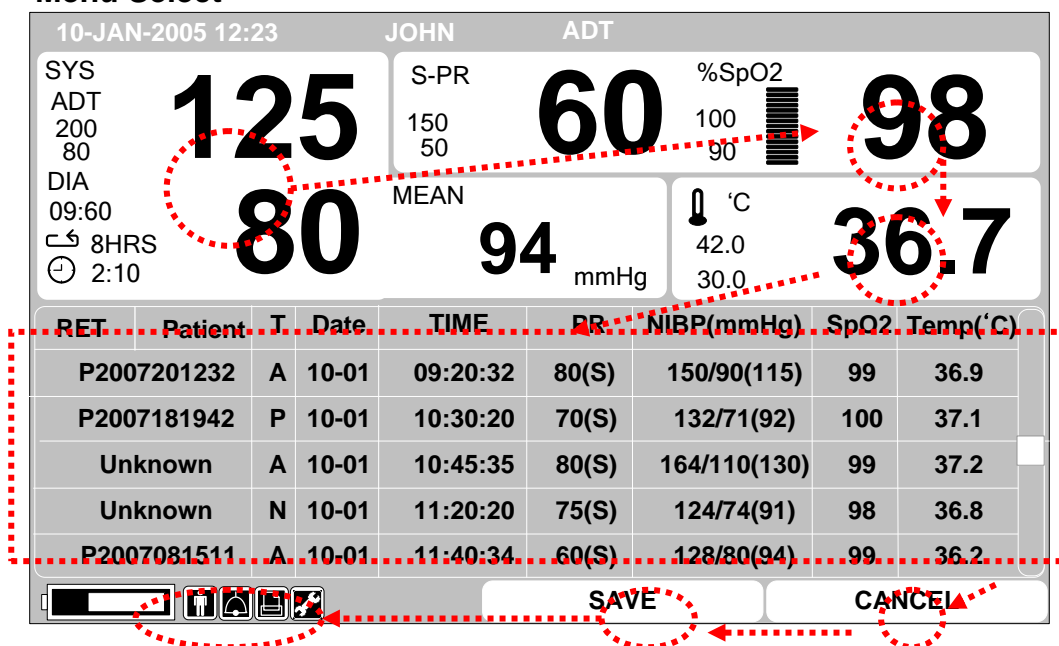 Menu Select
10-JAN-2005 12:23 JOHN ADT
SYS
ADT
200
80
125
DIA
09:60
8HRS
2:10
80
S-PR
150
50
60
%SpO2
100
90
98
MEAN
94 mmHg
‘C
42.0
30.0
36.7
RET Patient T Date TIME PR NIBP(mmHg) SpO2 Temp(‘C)
P2007201232 A 10-01 09:20:32 80(S) 150/90(115) 99 36.9
P2007181942 P 10-01 10:30:20 70(S) 132/71(92) 100 37.1
Unknown A 10-01 10:45:35 80(S) 164/110(130) 99 37.2
Unknown N 10-01 11:20:20 75(S) 124/74(91) 98 36.8
P2007081511 A 10-01 11:40:34 60(S) 128/80(94) 99 36.2
SAVE CANCEL